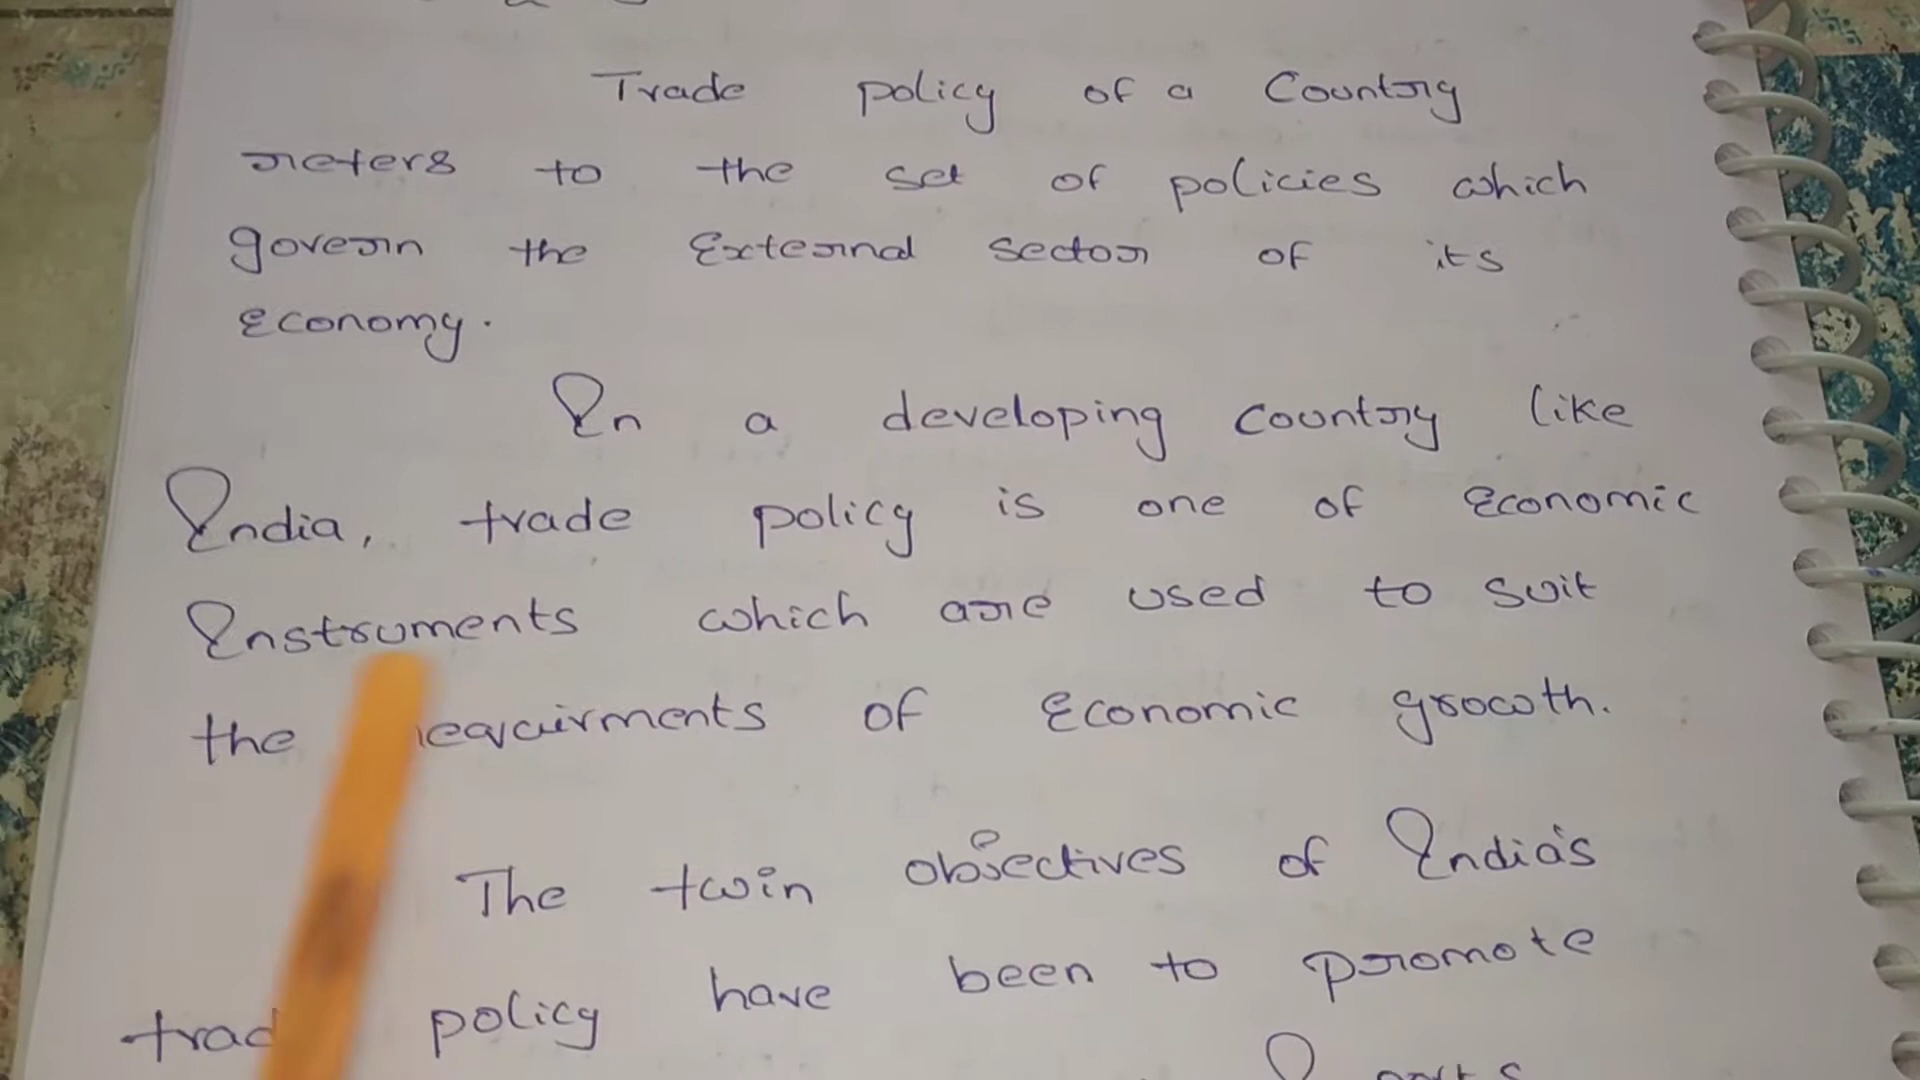 Trade policy of a Country
refers to the set of policies which
govern the External sector of its
Economy.
In a developing country like
India, trade policy is one of Economic
Instruments which are used to suit
the of Economic growth.
The twin objectives of India's
policy have been to promote